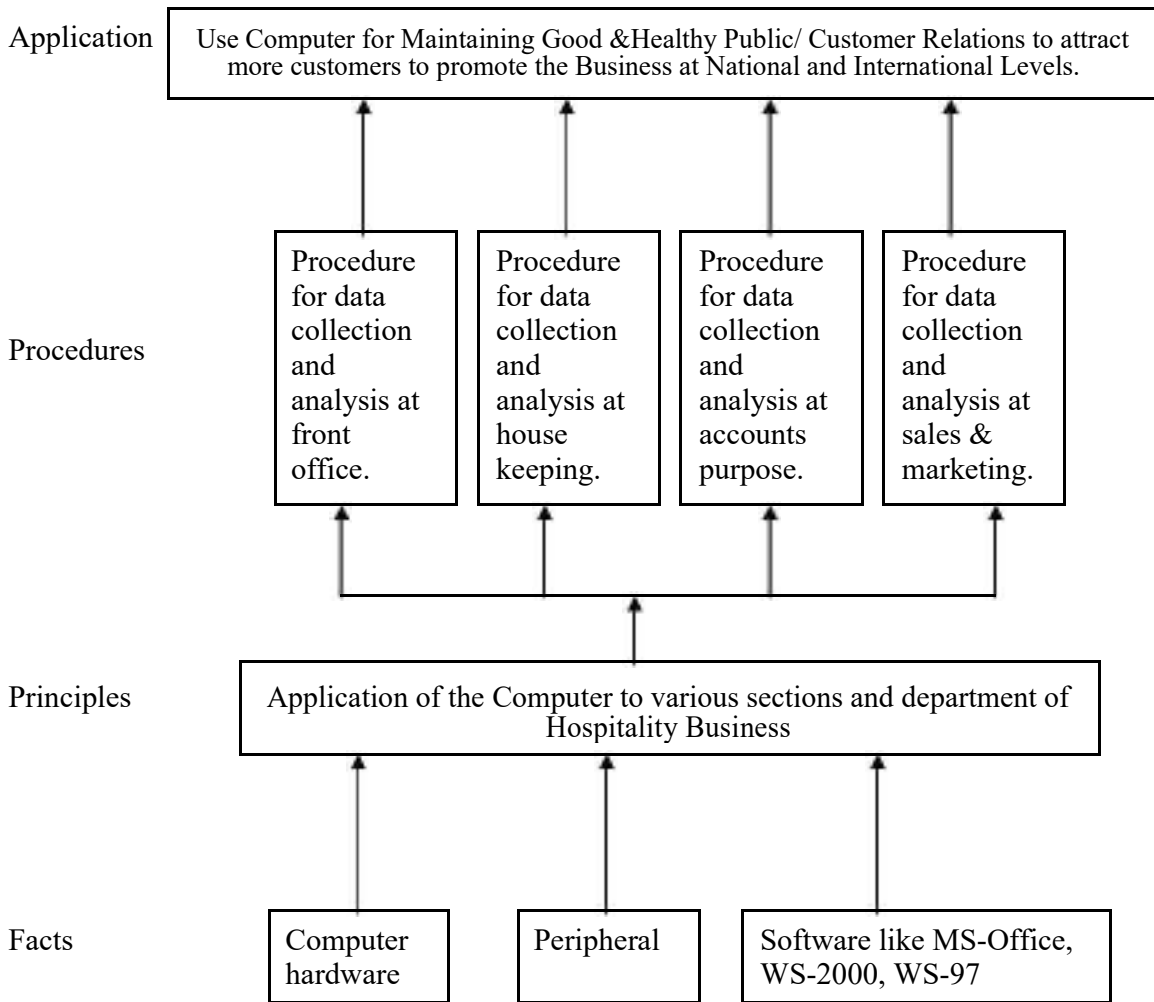 Application
Use Computer for Maintaining Good &Healthy Public/ Customer Relations to attract
more customers to promote the Business at National and International Levels.
Procedures
Procedure
for data
collection
and
analysis at
front
office.
Procedure
for data
collection
and
analysis at
house
keeping.
Procedure
for data
collection
and
analysis at
accounts
purpose.
Procedure
for data
collection
and
analysis at
sales &
marketing.
Principles
Application of the Computer to various sections and department of
Hospitality Business
Facts
Computer
hardware
Peripheral
Software like MS-Office,
WS-2000, WS-97